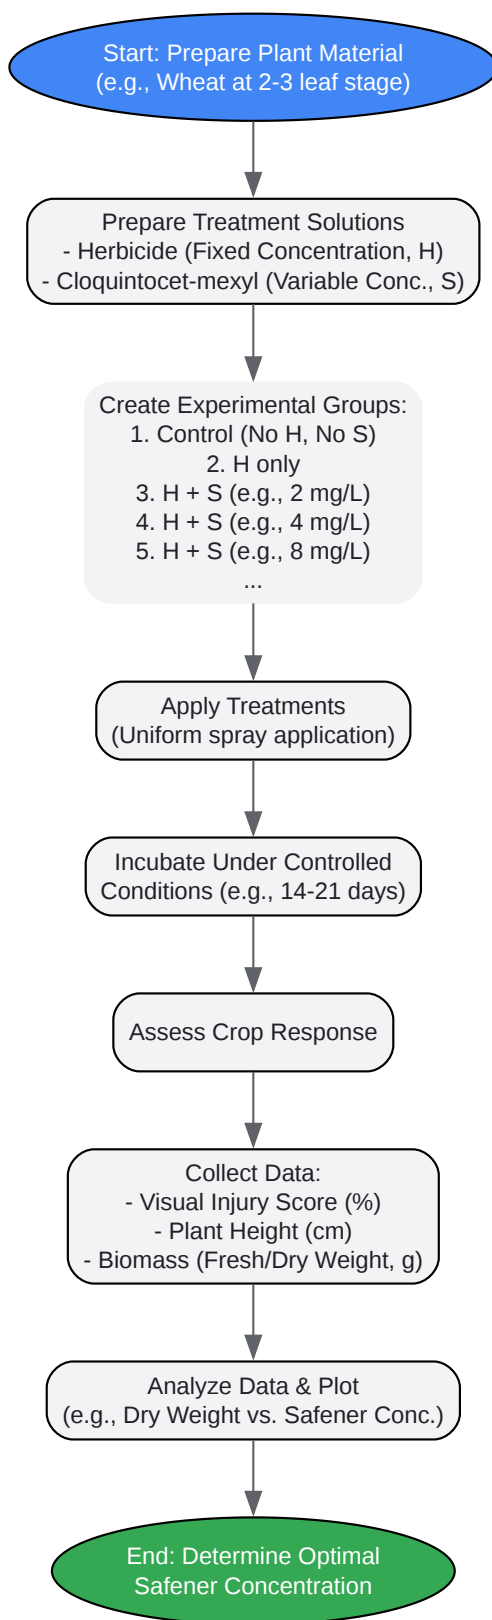 Start: Prepare Plant Material
(e.g., Wheat at 2-3 leaf stage)
Prepare Treatment Solutions
- Herbicide (Fixed Concentration, H)
- Cloquintocet-mexyl (Variable Conc., S)
Create Experimental Groups:
1. Control (No H, No S)
2. H only
3. H + S (e.g., 2 mg/L)
4. H + S (e.g., 4 mg/L)
5. H + S (e.g., 8 mg/L)
...
Apply Treatments
(Uniform spray application)
Incubate Under Controlled
Conditions (e.g., 14-21 days)
Assess Crop Response
Collect Data:
- Visual Injury Score (%)
- Plant Height (cm)
- Biomass (Fresh/Dry Weight, g)
Analyze Data & Plot
(e.g., Dry Weight vs. Safener Conc.)
End: Determine Optimal
Safener Concentration